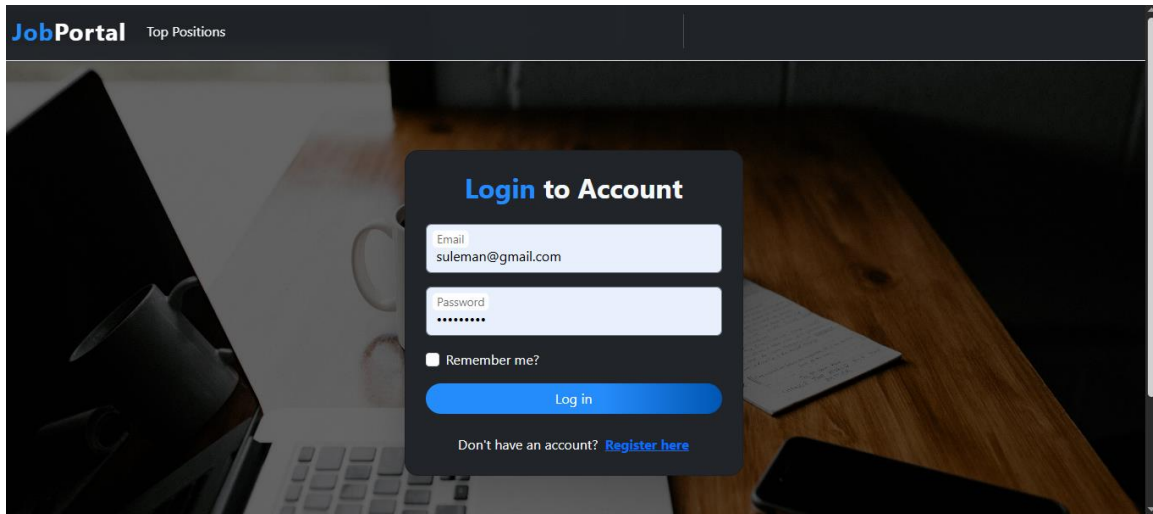 JobPortal Top Positions
Login to Account
Email
suleman@gmail.com
Password
•••••••••
Remember me?
Log in
Don't have an account? Register here